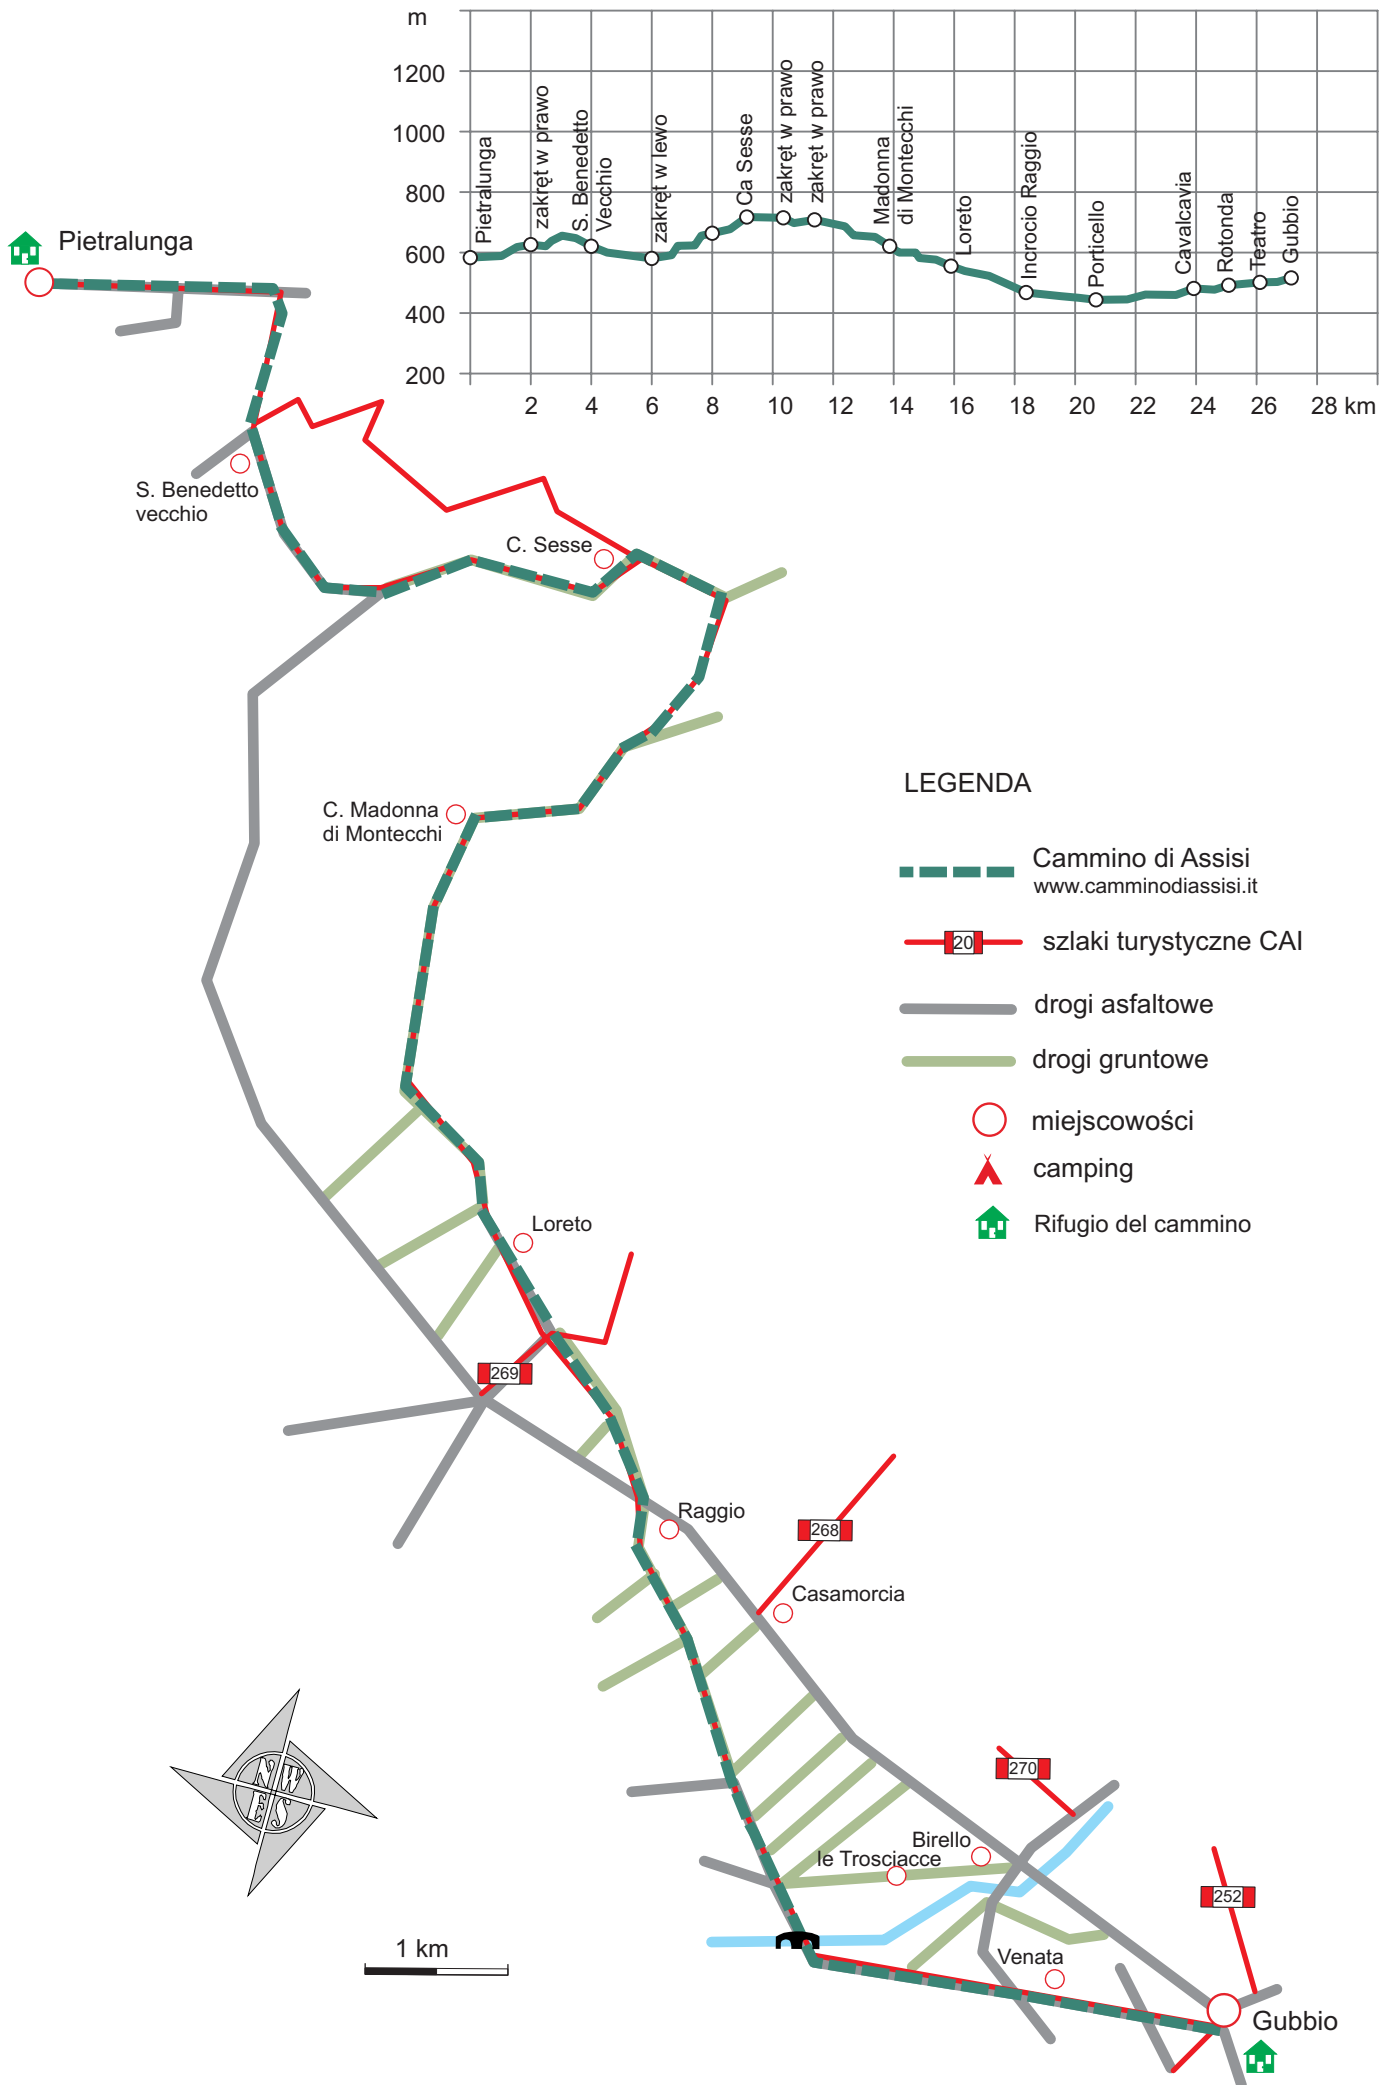 m
1200
1000
800
600
400
200
2
4
6
8
10
12
14
16
18
20
22
24
26
28 km
Pietralunga
zakręt w prawo
S. Benedetto
Vecchio
zakręt w lewo
Ca Sesse
zakręt w prawo
zakręt w prawo
Madonna
di Montecchi
Loreto
Incrocio Raggio
Porticello
Cavalcavia
Rotonda
Teatro
Gubbio
Pietralunga
S. Benedetto
vecchio
C. Sesse
C. Madonna
di Montecchi
LEGENDA
Cammino di Assisi
www.camminodiassisi.it
20
szlaki turystyczne CAI
drogi asfaltowe
drogi gruntowe
miejscowości
camping
Rifugio del cammino
Loreto
269
Raggio
268
Casamorcia
270
Birello
le Trosciacce
252
Venata
Gubbio
N
W
E
S
1 km